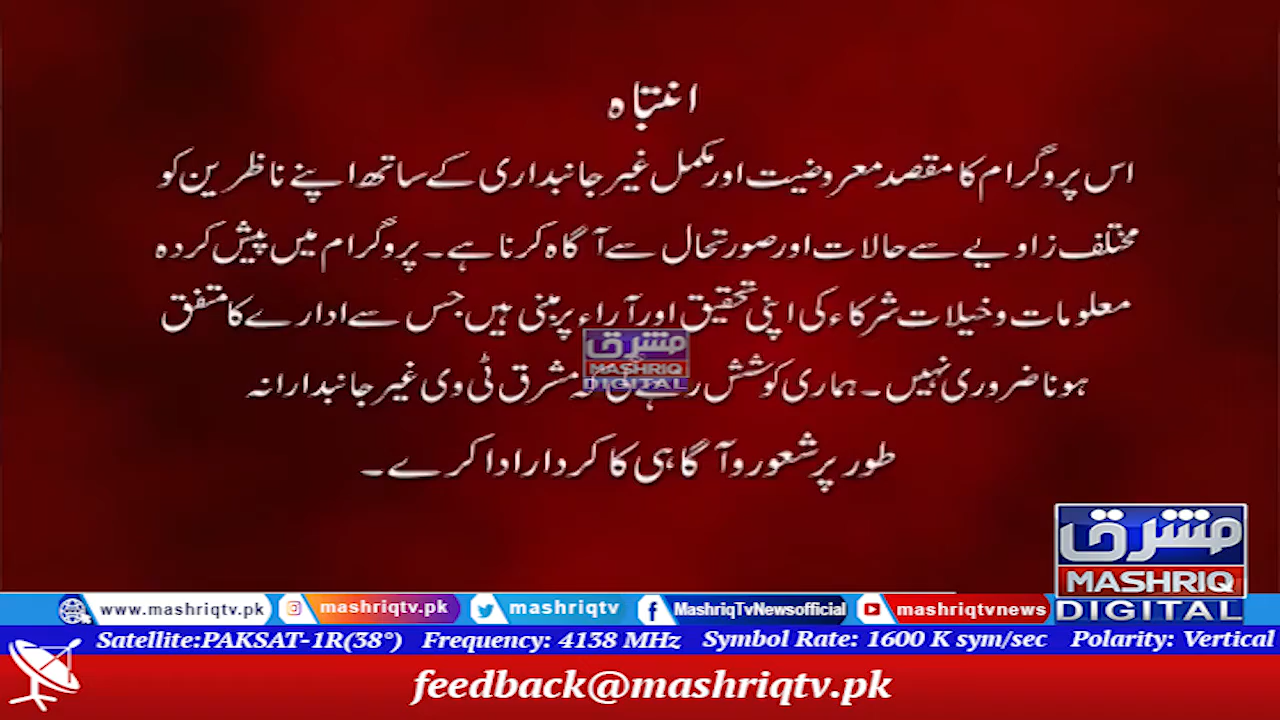 انتباہ
اس پروگرام کا مقصد معروضیت اور مکمل غیر جانبداری کے ساتھ اپنے ناظرین کو
مختلف زاویے سے حالات اور صورتحال سے آگاہ کرنا ہے۔ پروگرام میں پیش کردہ
معلومات و خیلات شرکاء کی اپنی تحقیق اور آراء پر مبنی ہیں جس سے ادارے کا متفق
مشرق
MASHRIQ
DIGITAL
ہونا ضروری نہیں۔ ہماری کوشش مشرق ٹی وی غیر جانبدارانہ
طور پر شعور و آگاہی کا کردار ادا کرے۔
مشرق
MASHRIQ
DIGITAL
www.mashriqtv.pk mashriqtv.pk mashriqtv MashriqTvNewsofficial mashriqtvnews
Satellite:PAKSAT-1R(38°) Frequency: 4138 MHz Symbol Rate: 1600 K sym/sec Polarity: Vertical
feedback@mashriqtv.pk